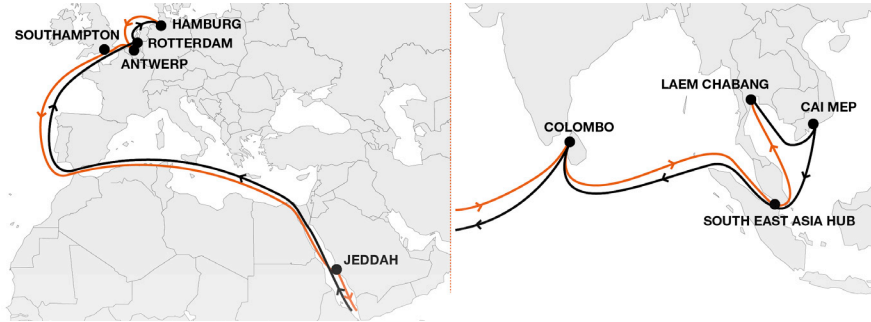 HAMBURG
SOUTHAMPTON
ROTTERDAM
ANTWERP
JEDDAH
LAEM CHABANG
CAI MEP
COLOMBO
SOUTH EAST ASIA HUB